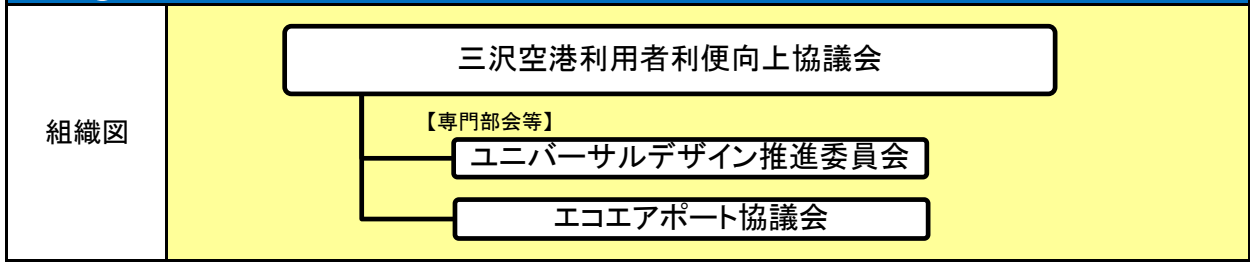 三沢空港利用者利便向上協議会
組織図
【専門部会等】
ユニバーサルデザイン推進委員会
エコエアポート協議会